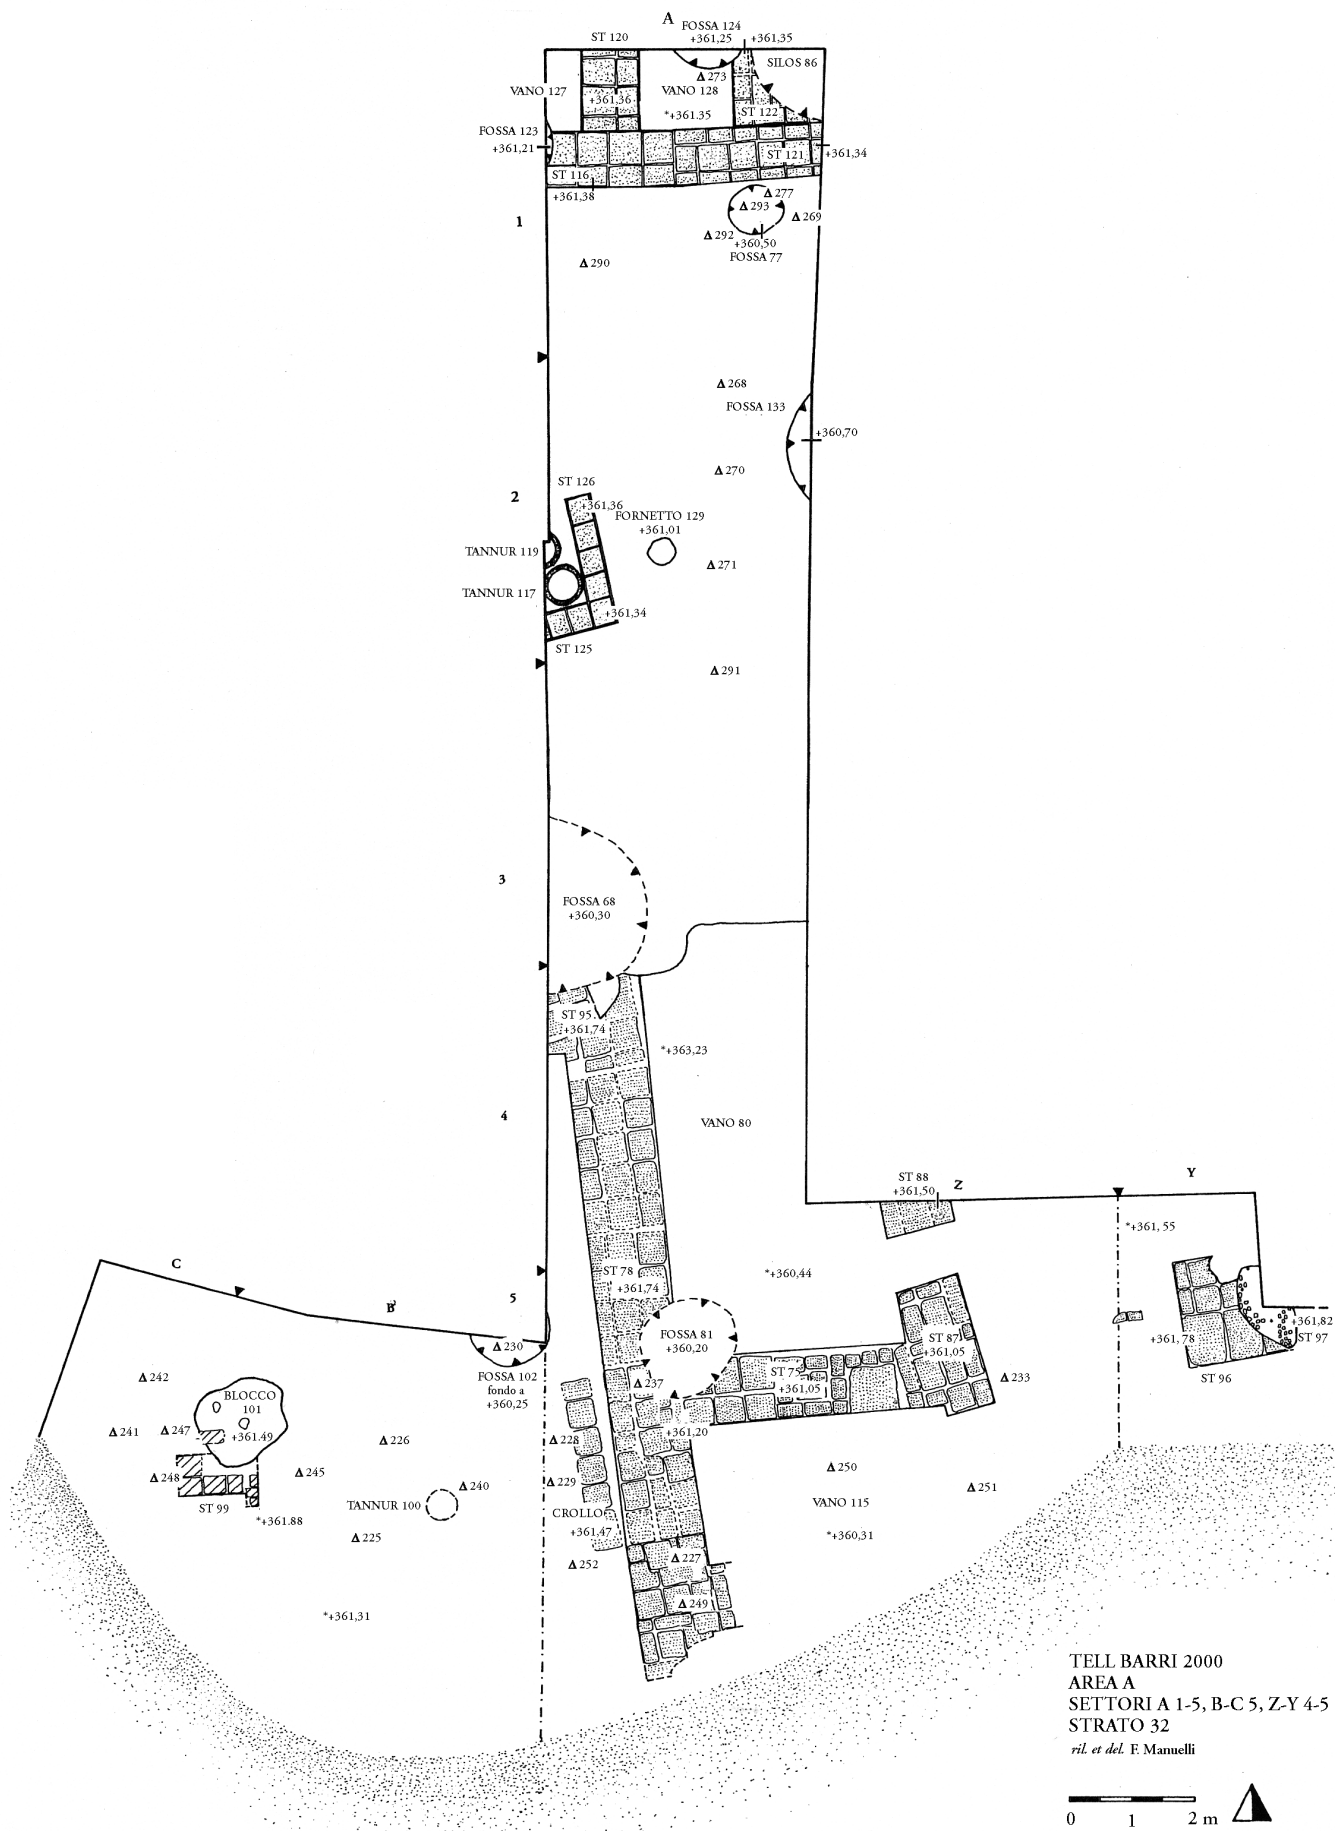 A
FOSSA 124
+361,25
+361,35
ST 120
SILOS 86
Δ 273
VANO 127
VANO 128
+361,36
*+361.35
ST 122
FOSSA 123
+361,21
ST 121
+361,34
ST 116
+361,38
Δ 277
Δ 293
Δ 269
1
Δ 292
+360,50
FOSSA 77
Δ 290
Δ 268
FOSSA 133
+360,70
Δ 270
ST 126
2
+361,36
FORNETTO 129
+361,01
TANNUR 119
Δ 271
TANNUR 117
+361,34
ST 125
Δ 291
3
FOSSA 68
+360,30
ST 95
+361,74
*+363,23
4
VANO 80
ST 88
+361,50
Z
Y
*+361, 55
C
ST 78
+361,74
*+360,44
B
5
FOSSA 81
+360,20
ST 87
+361,05
+361,82
ST 97
+361,78
Δ 230
FOSSA 102
fondo a
+360,25
ST 75
+361,05
Δ 237
Δ 233
ST 96
Δ 242
BLOCCO
101
+361.49
Δ 241
Δ 247
+361,20
Δ 226
Δ 228
Δ 248
Δ 245
Δ 240
Δ 229
Δ 250
Δ 251
ST 99
TANNUR 100
CROLLO
VANO 115
*+361.88
+361,47
Δ 225
*+360,31
Δ 252
Δ 227
Δ 249
*+361,31
TELL BARRI 2000
AREA A
SETTORI A 1-5, B-C 5, Z-Y 4-5
STRATO 32
ril. et del. F. Manuelli
0 1 2 m